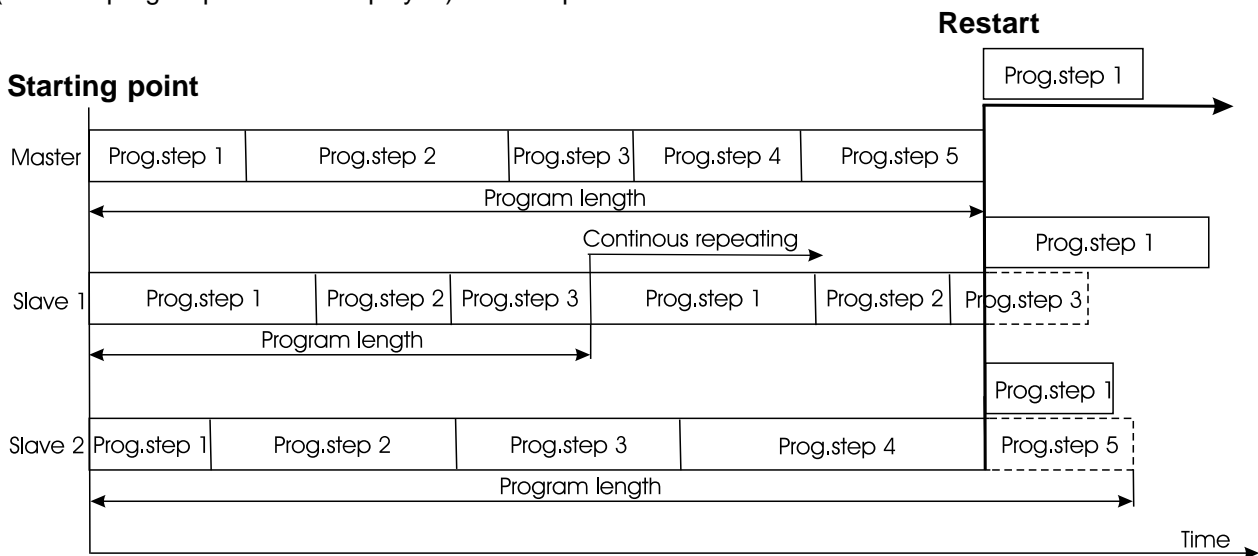 Restart
Prog.step 1
Starting point
Master Prog.step 1 Prog.step 2 Prog.step 3 Prog.step 4 Prog.step 5
Program length
Continous repeating
Prog.step 1
Slave 1 Prog.step 1 Prog.step 2 Prog.step 3 Prog.step 1 Prog.step 2 Prog.step 3
Program length
Prog.step 1
Slave 2 Prog.step 1 Prog.step 2 Prog.step 3 Prog.step 4 Prog.step 5
Program length
Time